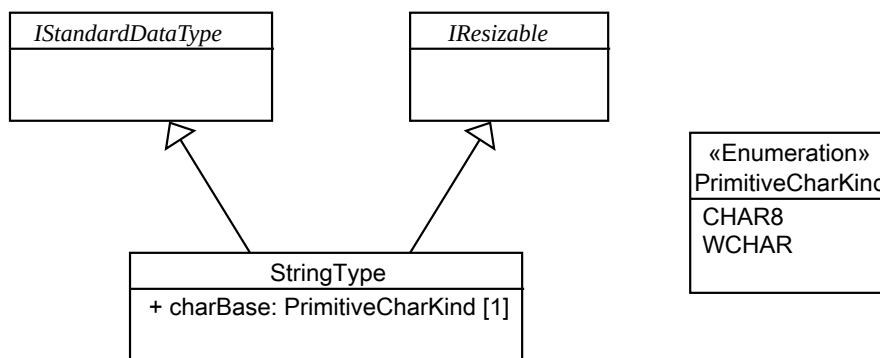 IStandardDataType
IResizable
«Enumeration»
PrimitiveCharKind
CHAR8
WCHAR
StringType
+ charBase: PrimitiveCharKind [1]